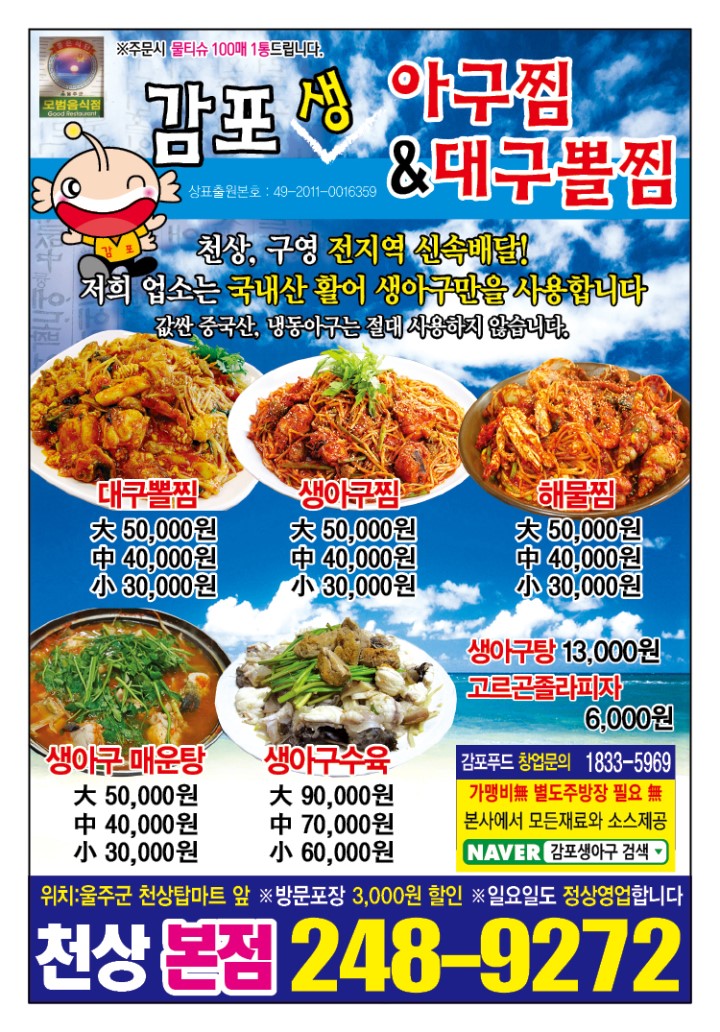 ※주문시 물티슈 100매 1통드립니다.
모범음식점
Good Restaurant
감포 생 아구찜
&대구뽈찜
상표출원본호 : 49-2011-0016359
감 포
천상, 구영 전지역 신속배달!
저희 업소는 국내산 활어 생아구만을 사용합니다
값싼 중국산, 냉동아구는 절대 사용하지 않습니다.
대구뽈찜
大 50,000원
中 40,000원
小 30,000원
생아구찜
大 50,000원
中 40,000원
小 30,000원
해물찜
大 50,000원
中 40,000원
小 30,000원
생아구 매운탕
大 50,000원
中 40,000원
小 30,000원
생아구수육
大 90,000원
中 70,000원
小 60,000원
생아구탕 13,000원
고르곤졸라피자
6,000원
감포푸드 창업문의 1833-5969
가맹비無 별도주방장 필요 無
본사에서 모든재료와 소스제공
NAVER 감포생아구 검색
위치:울주군 천상탑마트 앞 ※방문포장 3,000원 할인 ※일요일도 정상영업합니다
천상 본점 248-9272